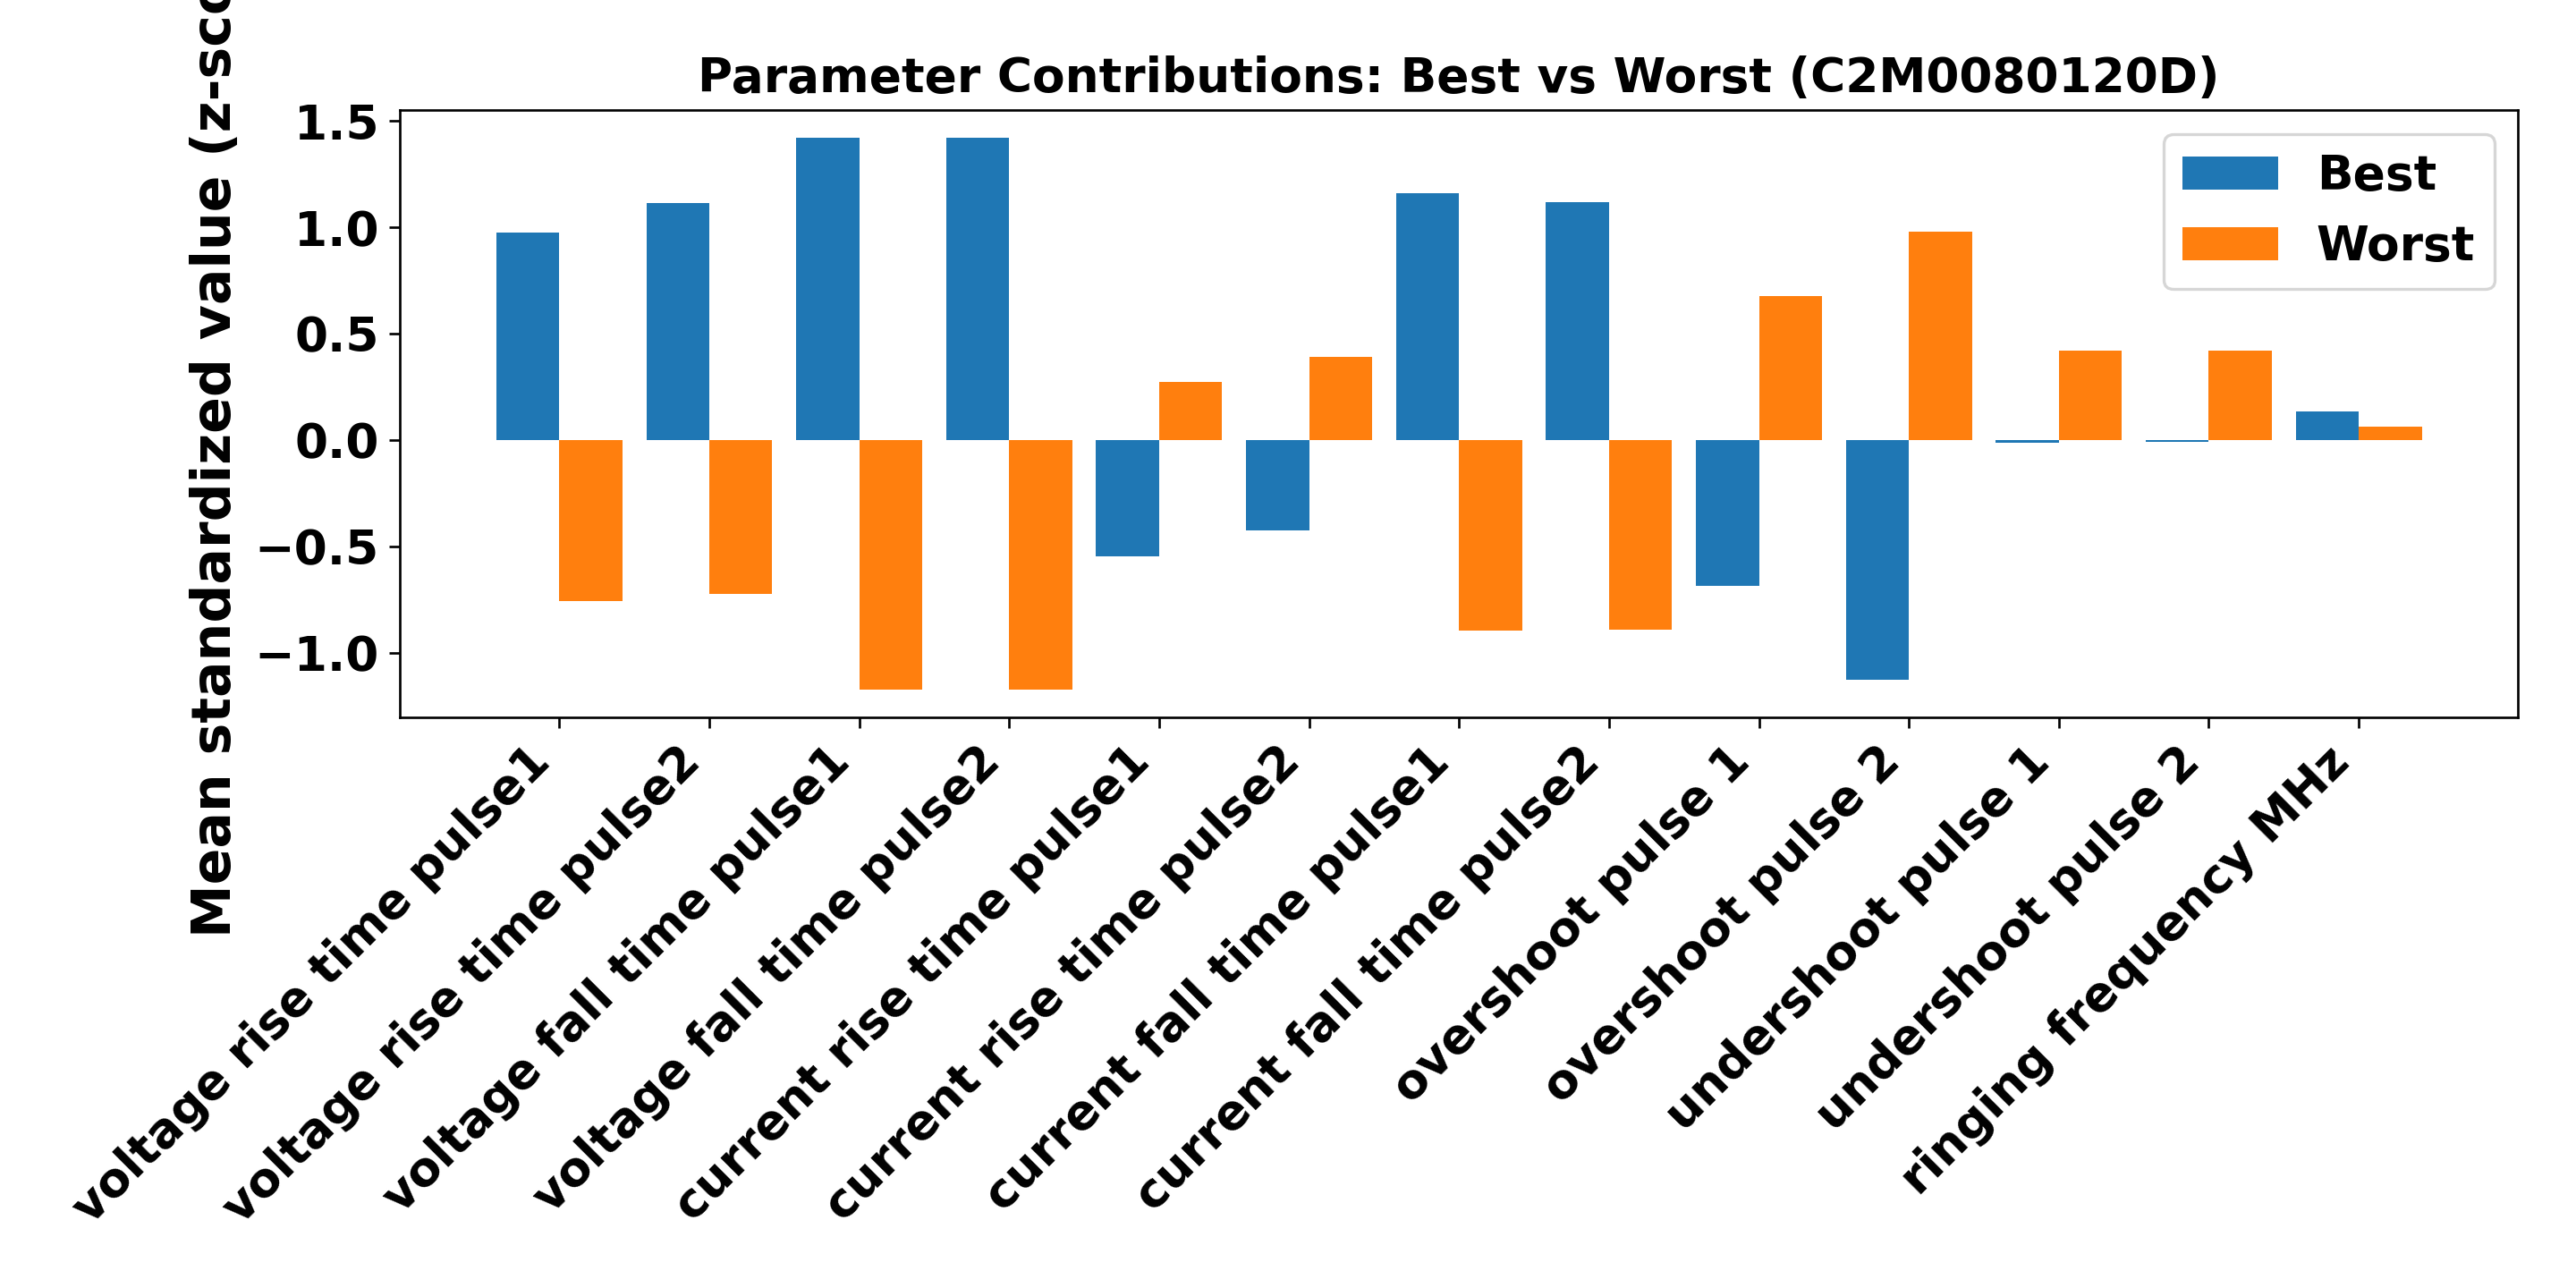 Parameter Contributions: Best vs Worst (C2M0080120D)
Mean standardized value (z-sco
1.5
1.0
0.5
0.0
−0.5
−1.0
Best
Worst
voltage rise time pulse1
voltage rise time pulse2
voltage fall time pulse1
voltage fall time pulse2
current rise time pulse1
current rise time pulse2
current fall time pulse1
current fall time pulse2
overshoot pulse 1
overshoot pulse 2
undershoot pulse 1
undershoot pulse 2
ringing frequency MHz